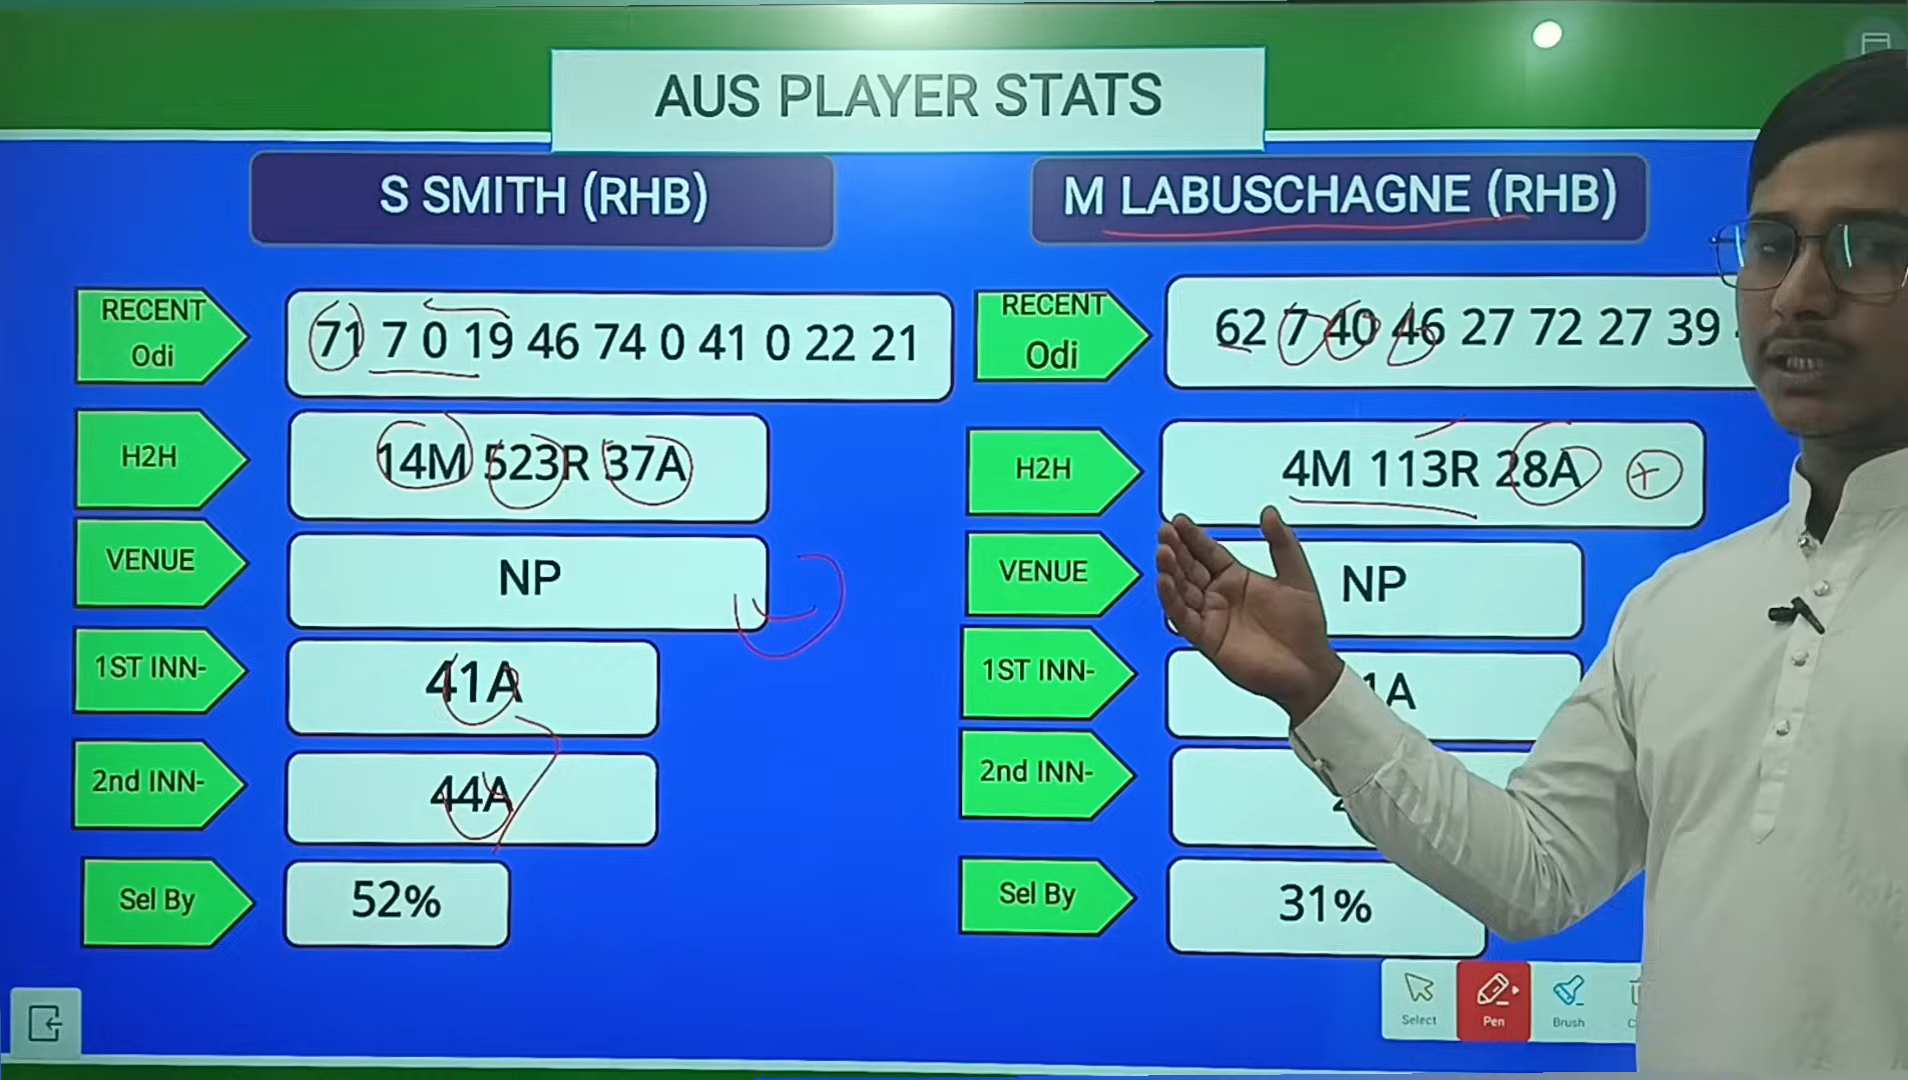 AUS PLAYER STATS
S SMITH (RHB)
RECENT
Odi
71 7 0 19 46 74 0 41 0 22 21
H2H
14M 523R 37A
VENUE
NP
1ST INN-
41A
2nd INN-
44A
Sel By
52%
M LABUSCHAGNE (RHB)
RECENT
Odi
62 7 40 46 27 72 27 39
H2H
4M 113R 28A
VENUE
NP
1ST INN-
2nd INN-
Sel By
31%
Select
Pen
Brush